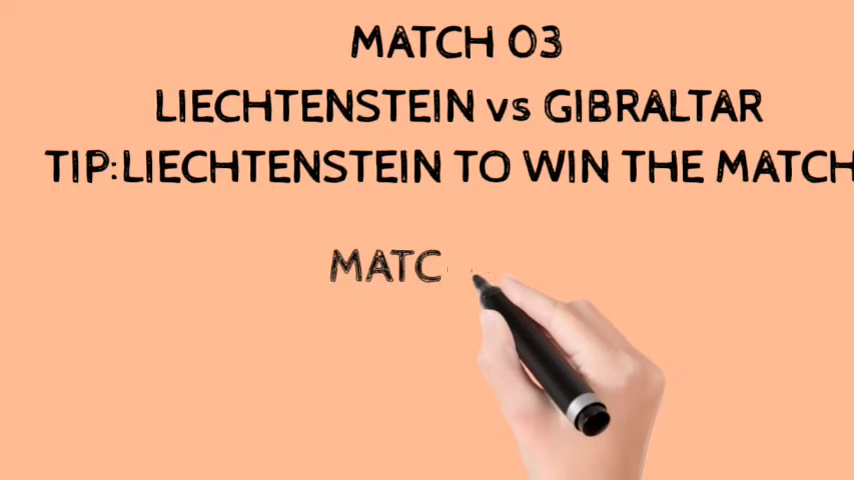 MATCH 03
LIECHTENSTEIN vs GIBRALTAR
TIP:LIECHTENSTEIN TO WIN THE MATCH
MATC